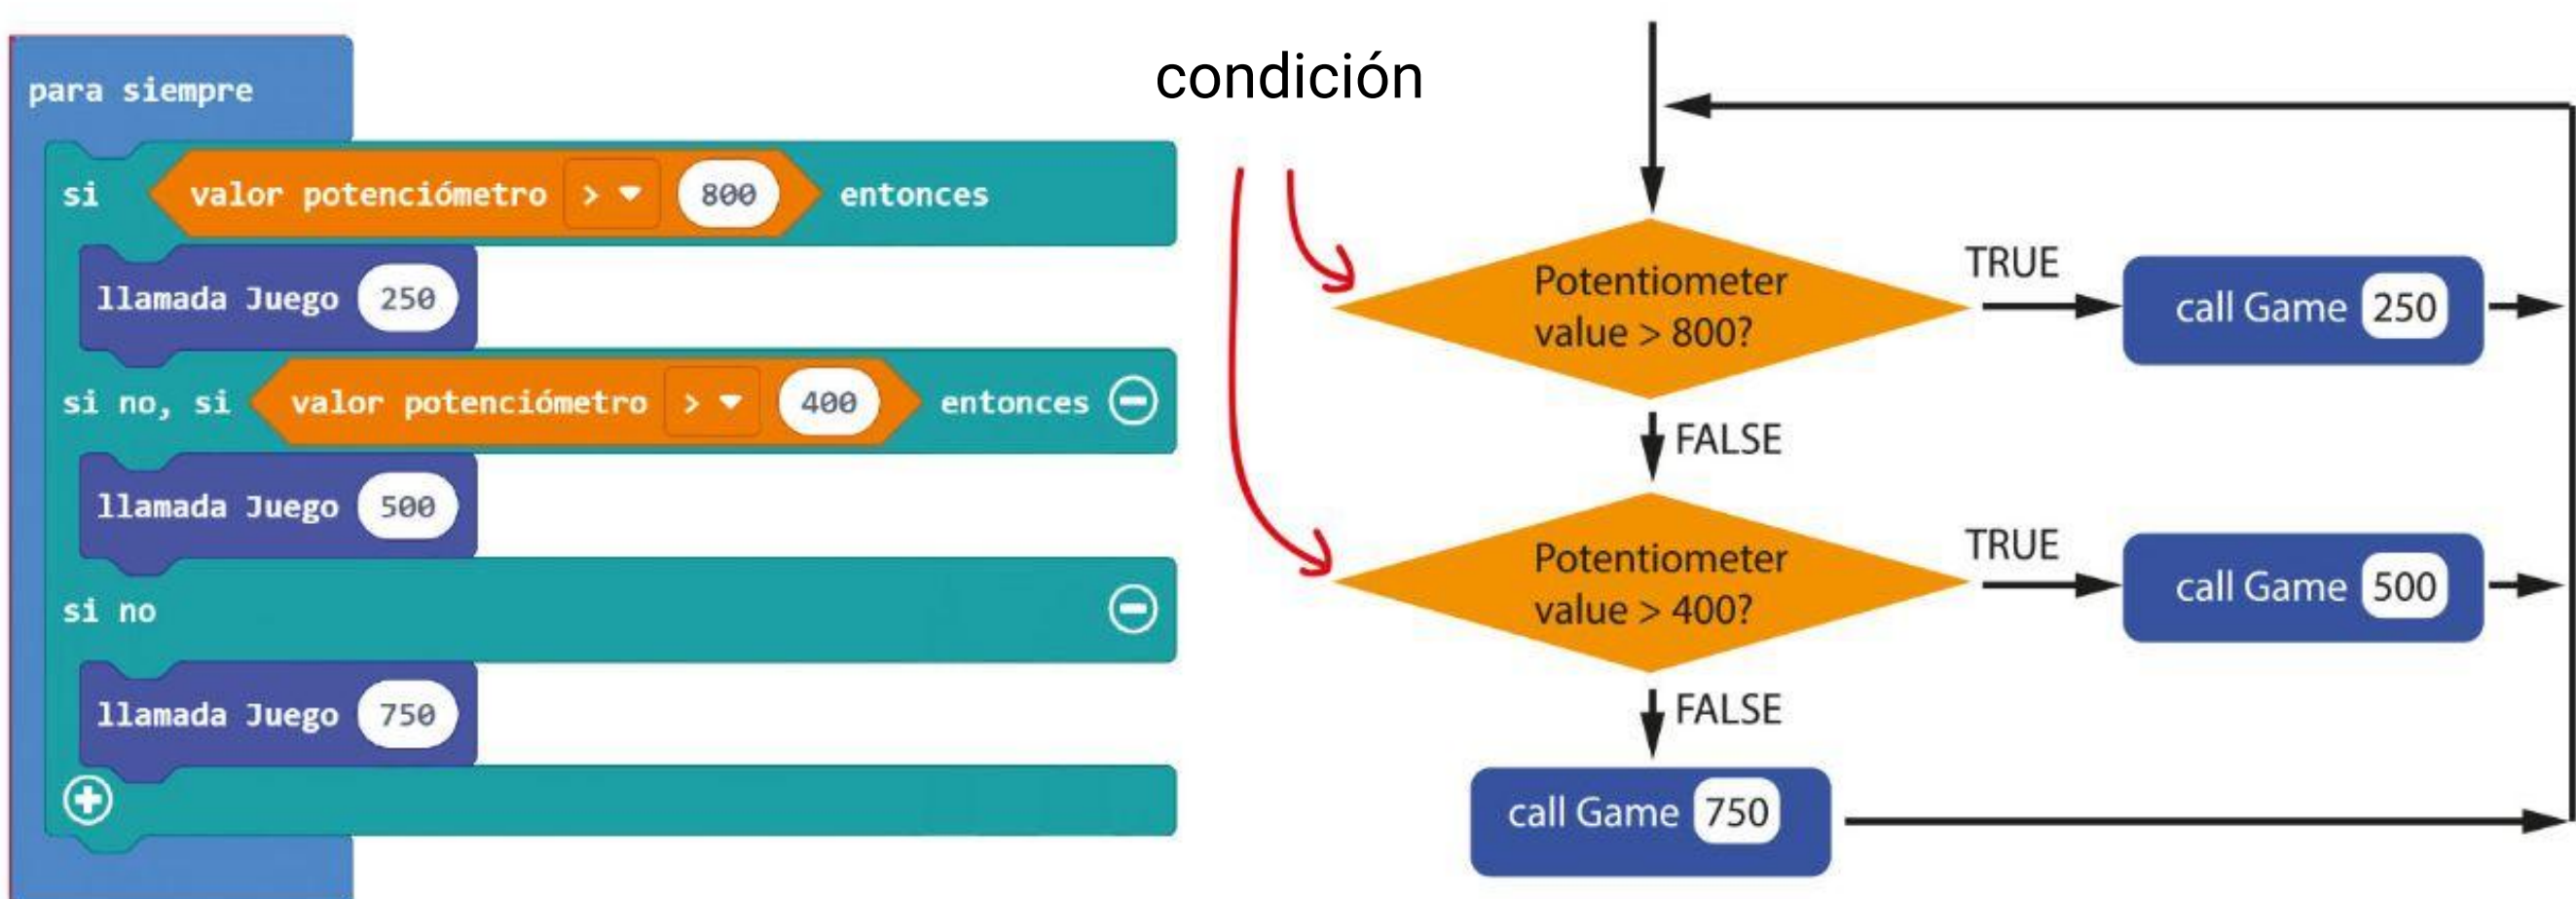 para siempre
si valor potenciómetro > 800 entonces
llamada Juego 250
si no, si valor potenciómetro > 400 entonces
llamada Juego 500
si no
llamada Juego 750
condición
Potentiometer
value > 800?
TRUE
call Game 250
FALSE
Potentiometer
value > 400?
TRUE
call Game 500
FALSE
call Game 750